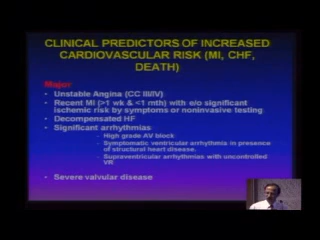 CLINICAL PREDICTORS OF INCREASED
CARDIOVASCULAR RISK (MI, CHF,
DEATH)
Major
• Unstable Angina (CC III/IV)
• Recent MI (>1 wk & <1 mth) with e/o significant
ischemic risk by symptoms or noninvasive testing
• Decompensated HF
• Significant arrhythmias
- High grade AV block
- Symptomatic ventricular arrhythmia in presence
of structural heart disease.
- Supraventricular arrhythmias with uncontrolled
VR
• Severe valvular disease